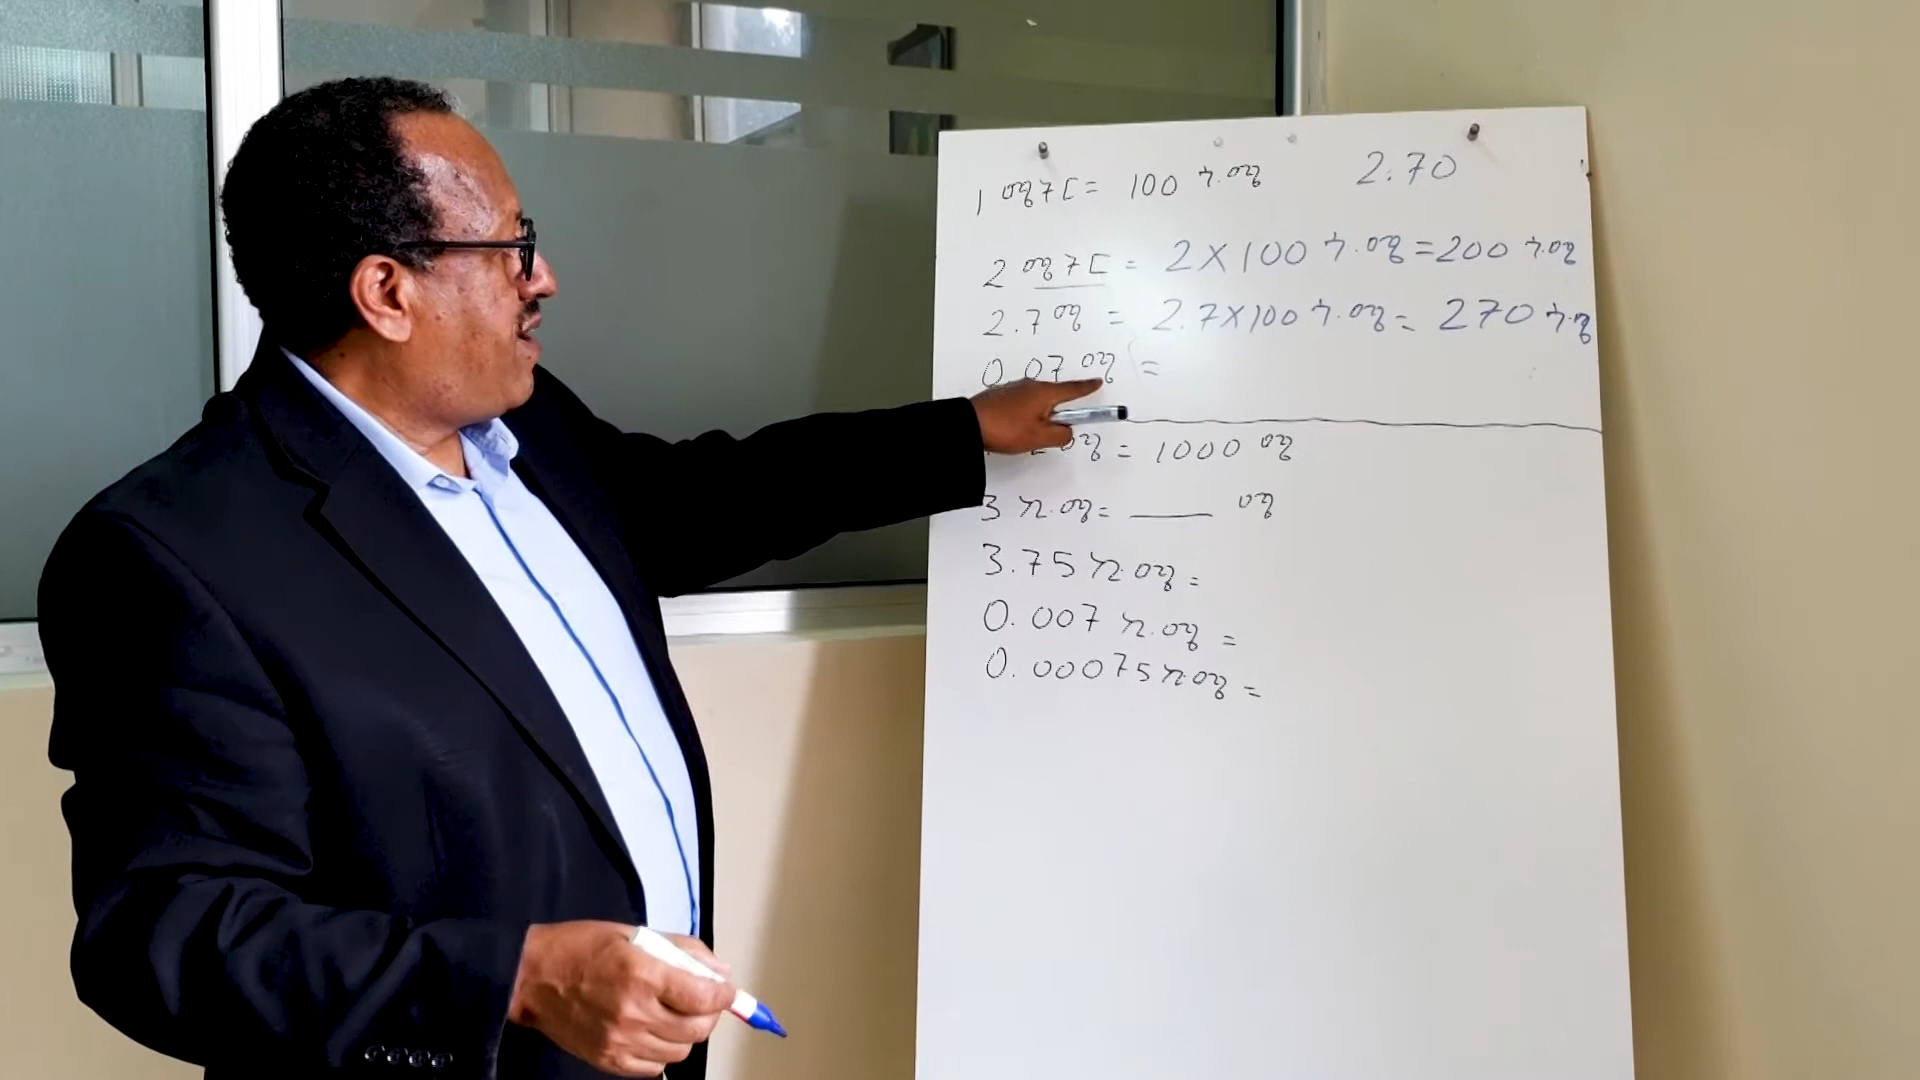 1 ሜትር = 100 ሳ.ሜ 2.70
2 ሜትር = 2 X 100 ሳ.ሜ = 200 ሳ.ሜ
2.7 ሜ = 2.7 X 100 ሳ.ሜ = 270 ሳ.ሜ
0.07 ሜ =
ሜ = 1000 ሜ
3 ኪ.ሜ = ____ ሜ
3.75 ኪ.ሜ =
0.007 ኪ.ሜ =
0.00075 ኪ.ሜ =